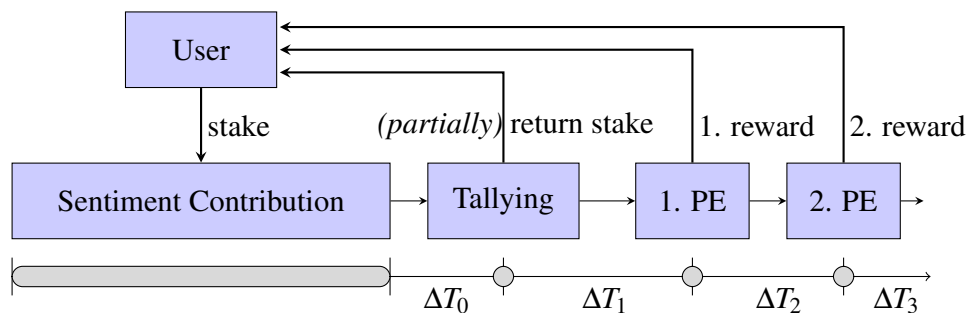 User
stake
(partially) return stake
1. reward
2. reward
Sentiment Contribution
Tallying
1. PE
2. PE
ΔT₀
ΔT₁
ΔT₂
ΔT₃